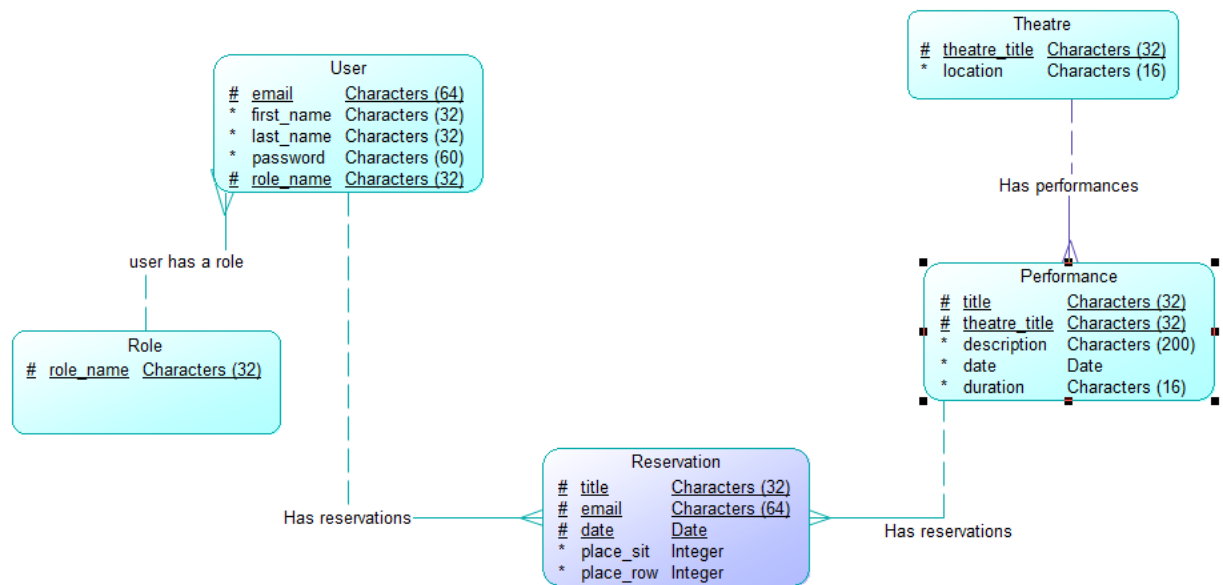 Theatre
# theatre_title Characters (32)
* location Characters (16)
User
# email Characters (64)
* first_name Characters (32)
* last_name Characters (32)
* password Characters (60)
# role_name Characters (32)
Has performances
user has a role
Performance
# title Characters (32)
# theatre_title Characters (32)
* description Characters (200)
* date Date
* duration Characters (16)
Role
# role_name Characters (32)
Reservation
# title Characters (32)
# email Characters (64)
# date Date
* place_sit Integer
* place_row Integer
Has reservations
Has reservations